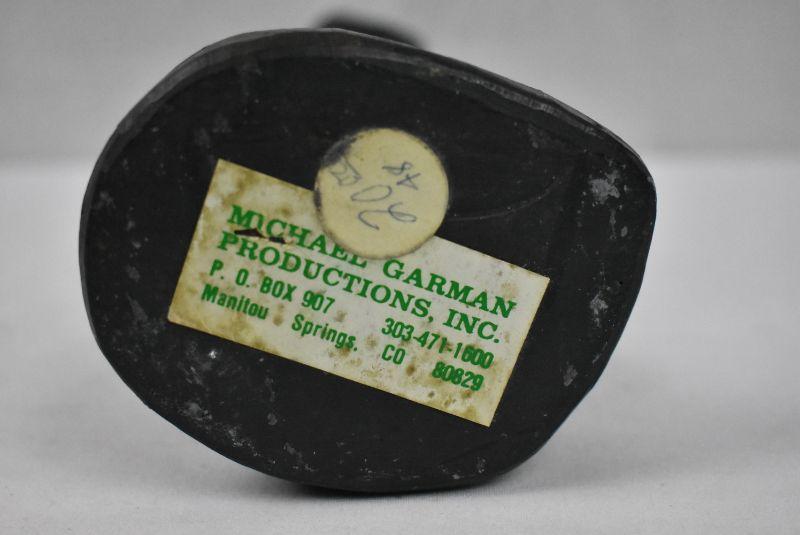 MICHAEL GARMAN
PRODUCTIONS, INC.
P. O. BOX 907 303-471-1600
Manitou Springs, CO 80829